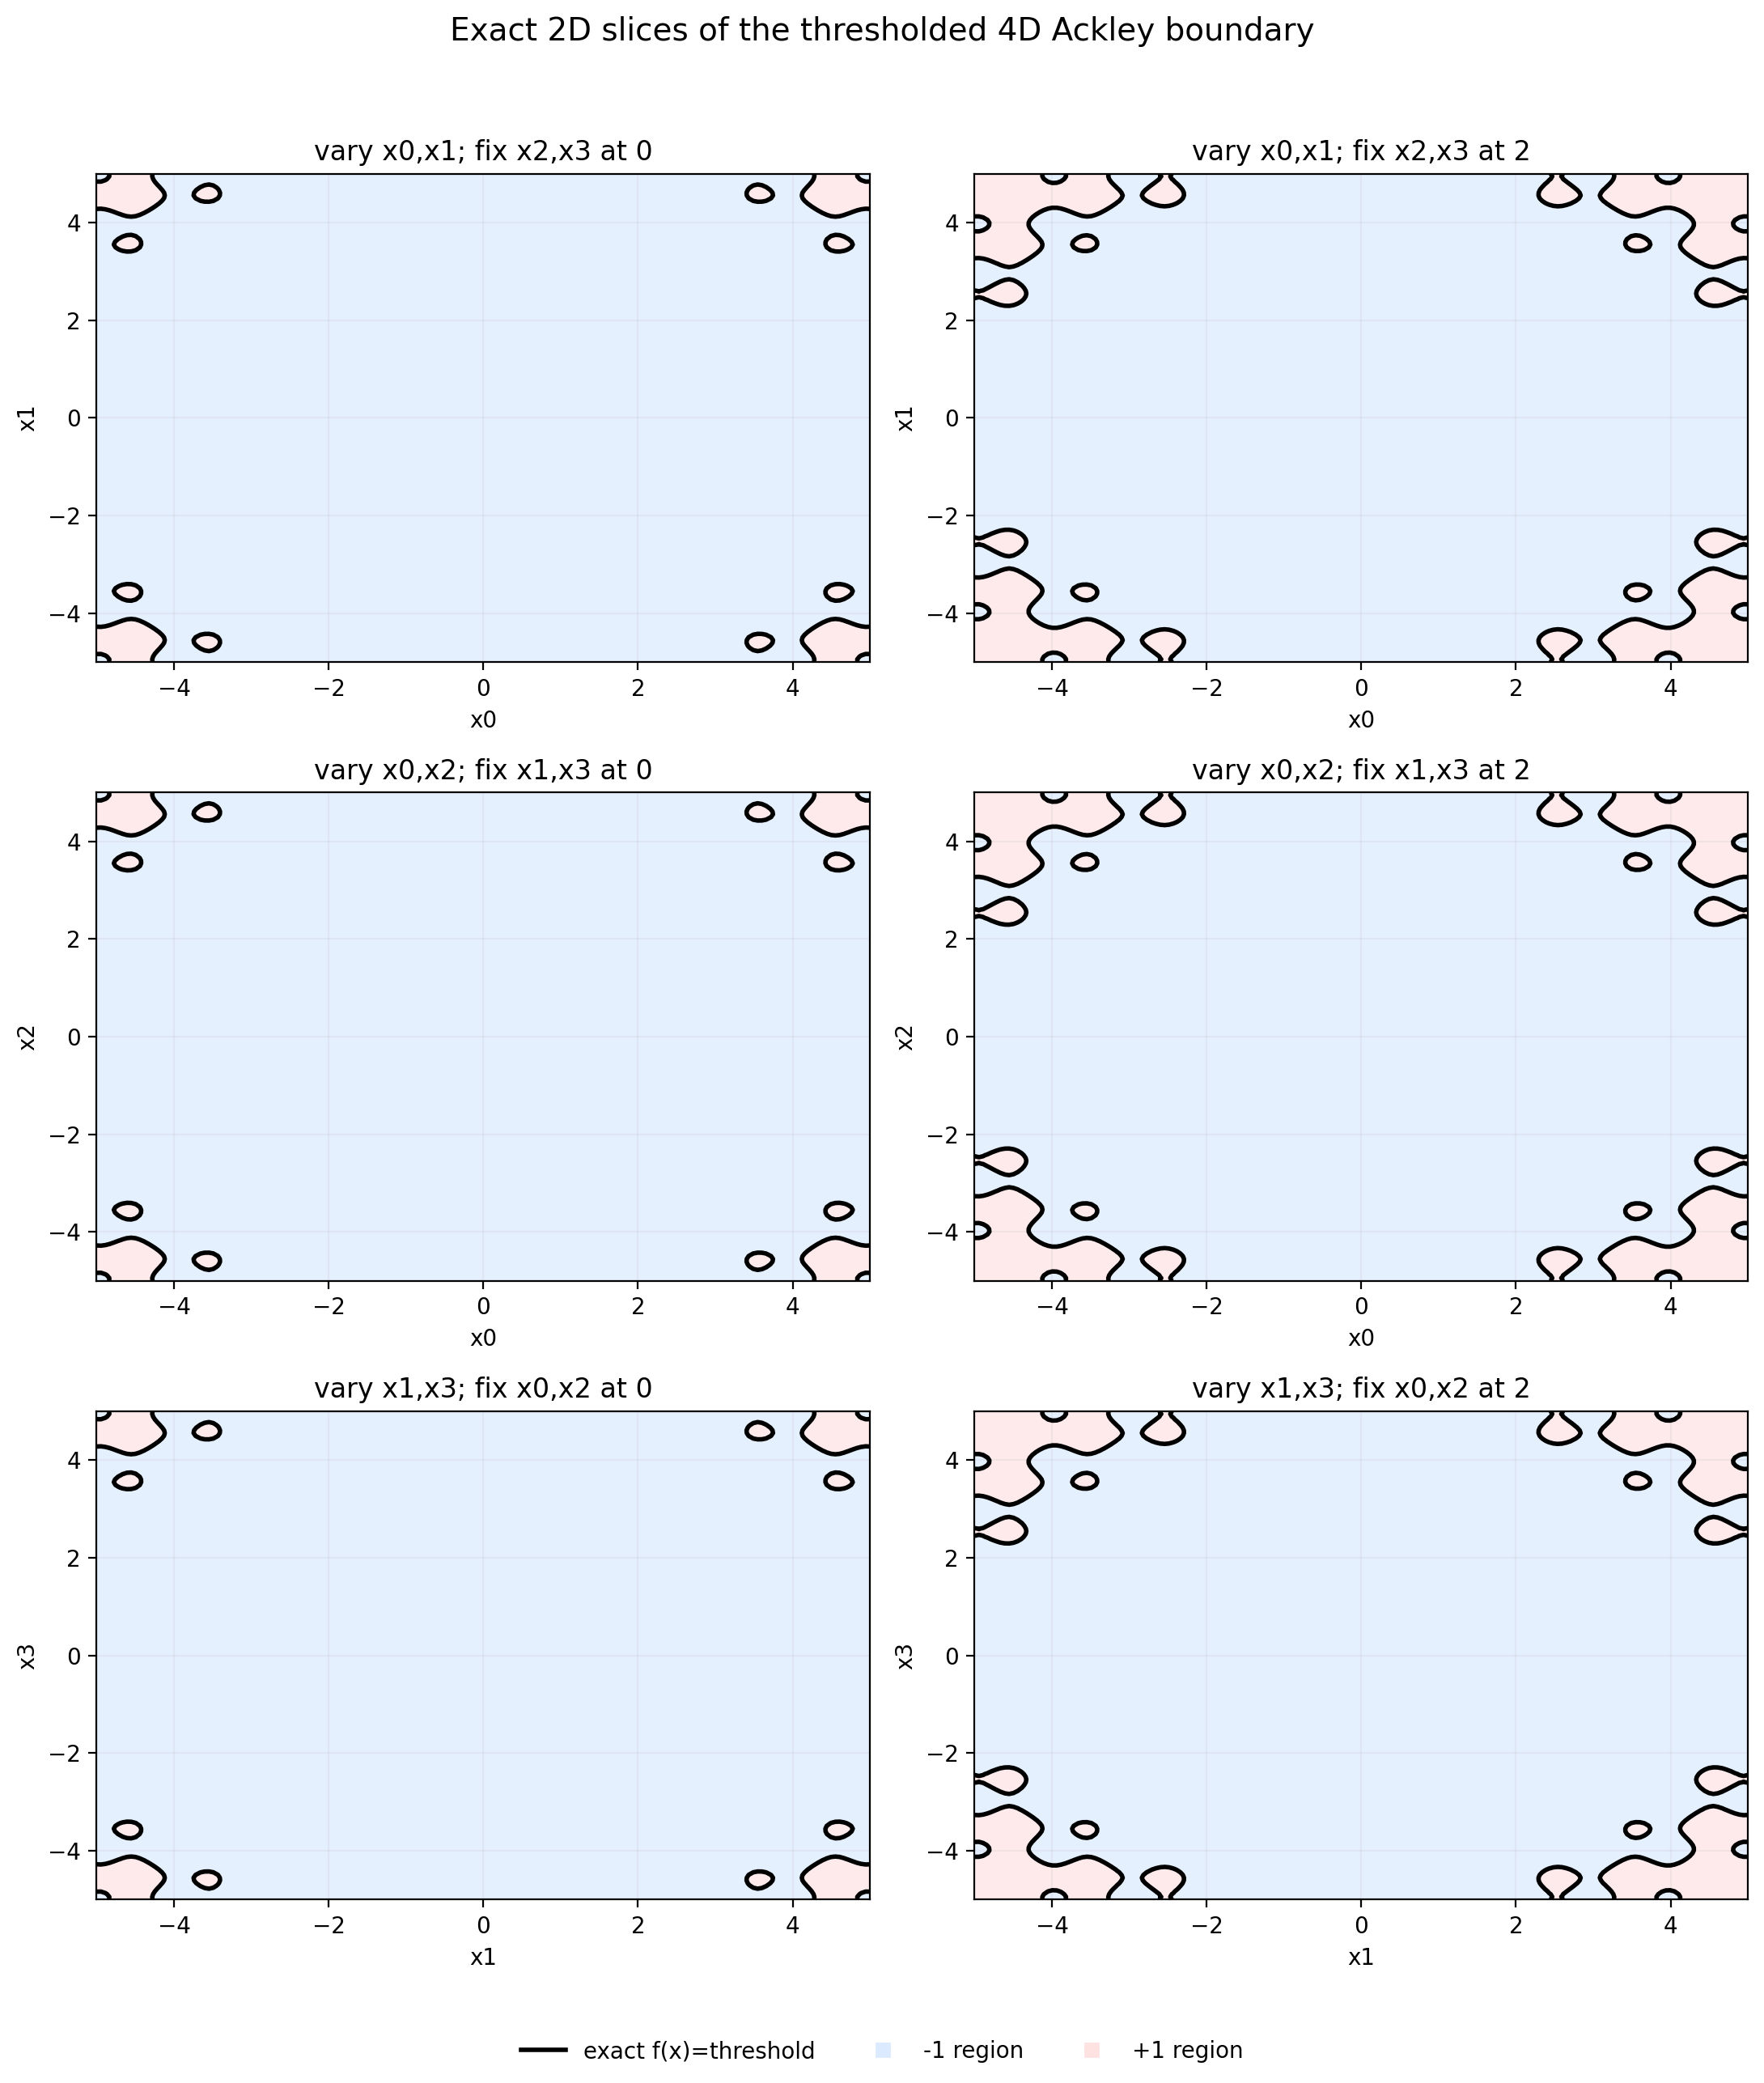 Exact 2D slices of the thresholded 4D Ackley boundary
vary x0,x1; fix x2,x3 at 0
4
2
0
−2
−4
x1
−4 −2 0 2 4
x0
vary x0,x1; fix x2,x3 at 2
4
2
0
−2
−4
x1
−4 −2 0 2 4
x0
vary x0,x2; fix x1,x3 at 0
4
2
0
−2
−4
x2
−4 −2 0 2 4
x0
vary x0,x2; fix x1,x3 at 2
4
2
0
−2
−4
x2
−4 −2 0 2 4
x0
vary x1,x3; fix x0,x2 at 0
4
2
0
−2
−4
x3
−4 −2 0 2 4
x1
vary x1,x3; fix x0,x2 at 2
4
2
0
−2
−4
x3
−4 −2 0 2 4
x1
exact f(x)=threshold -1 region +1 region